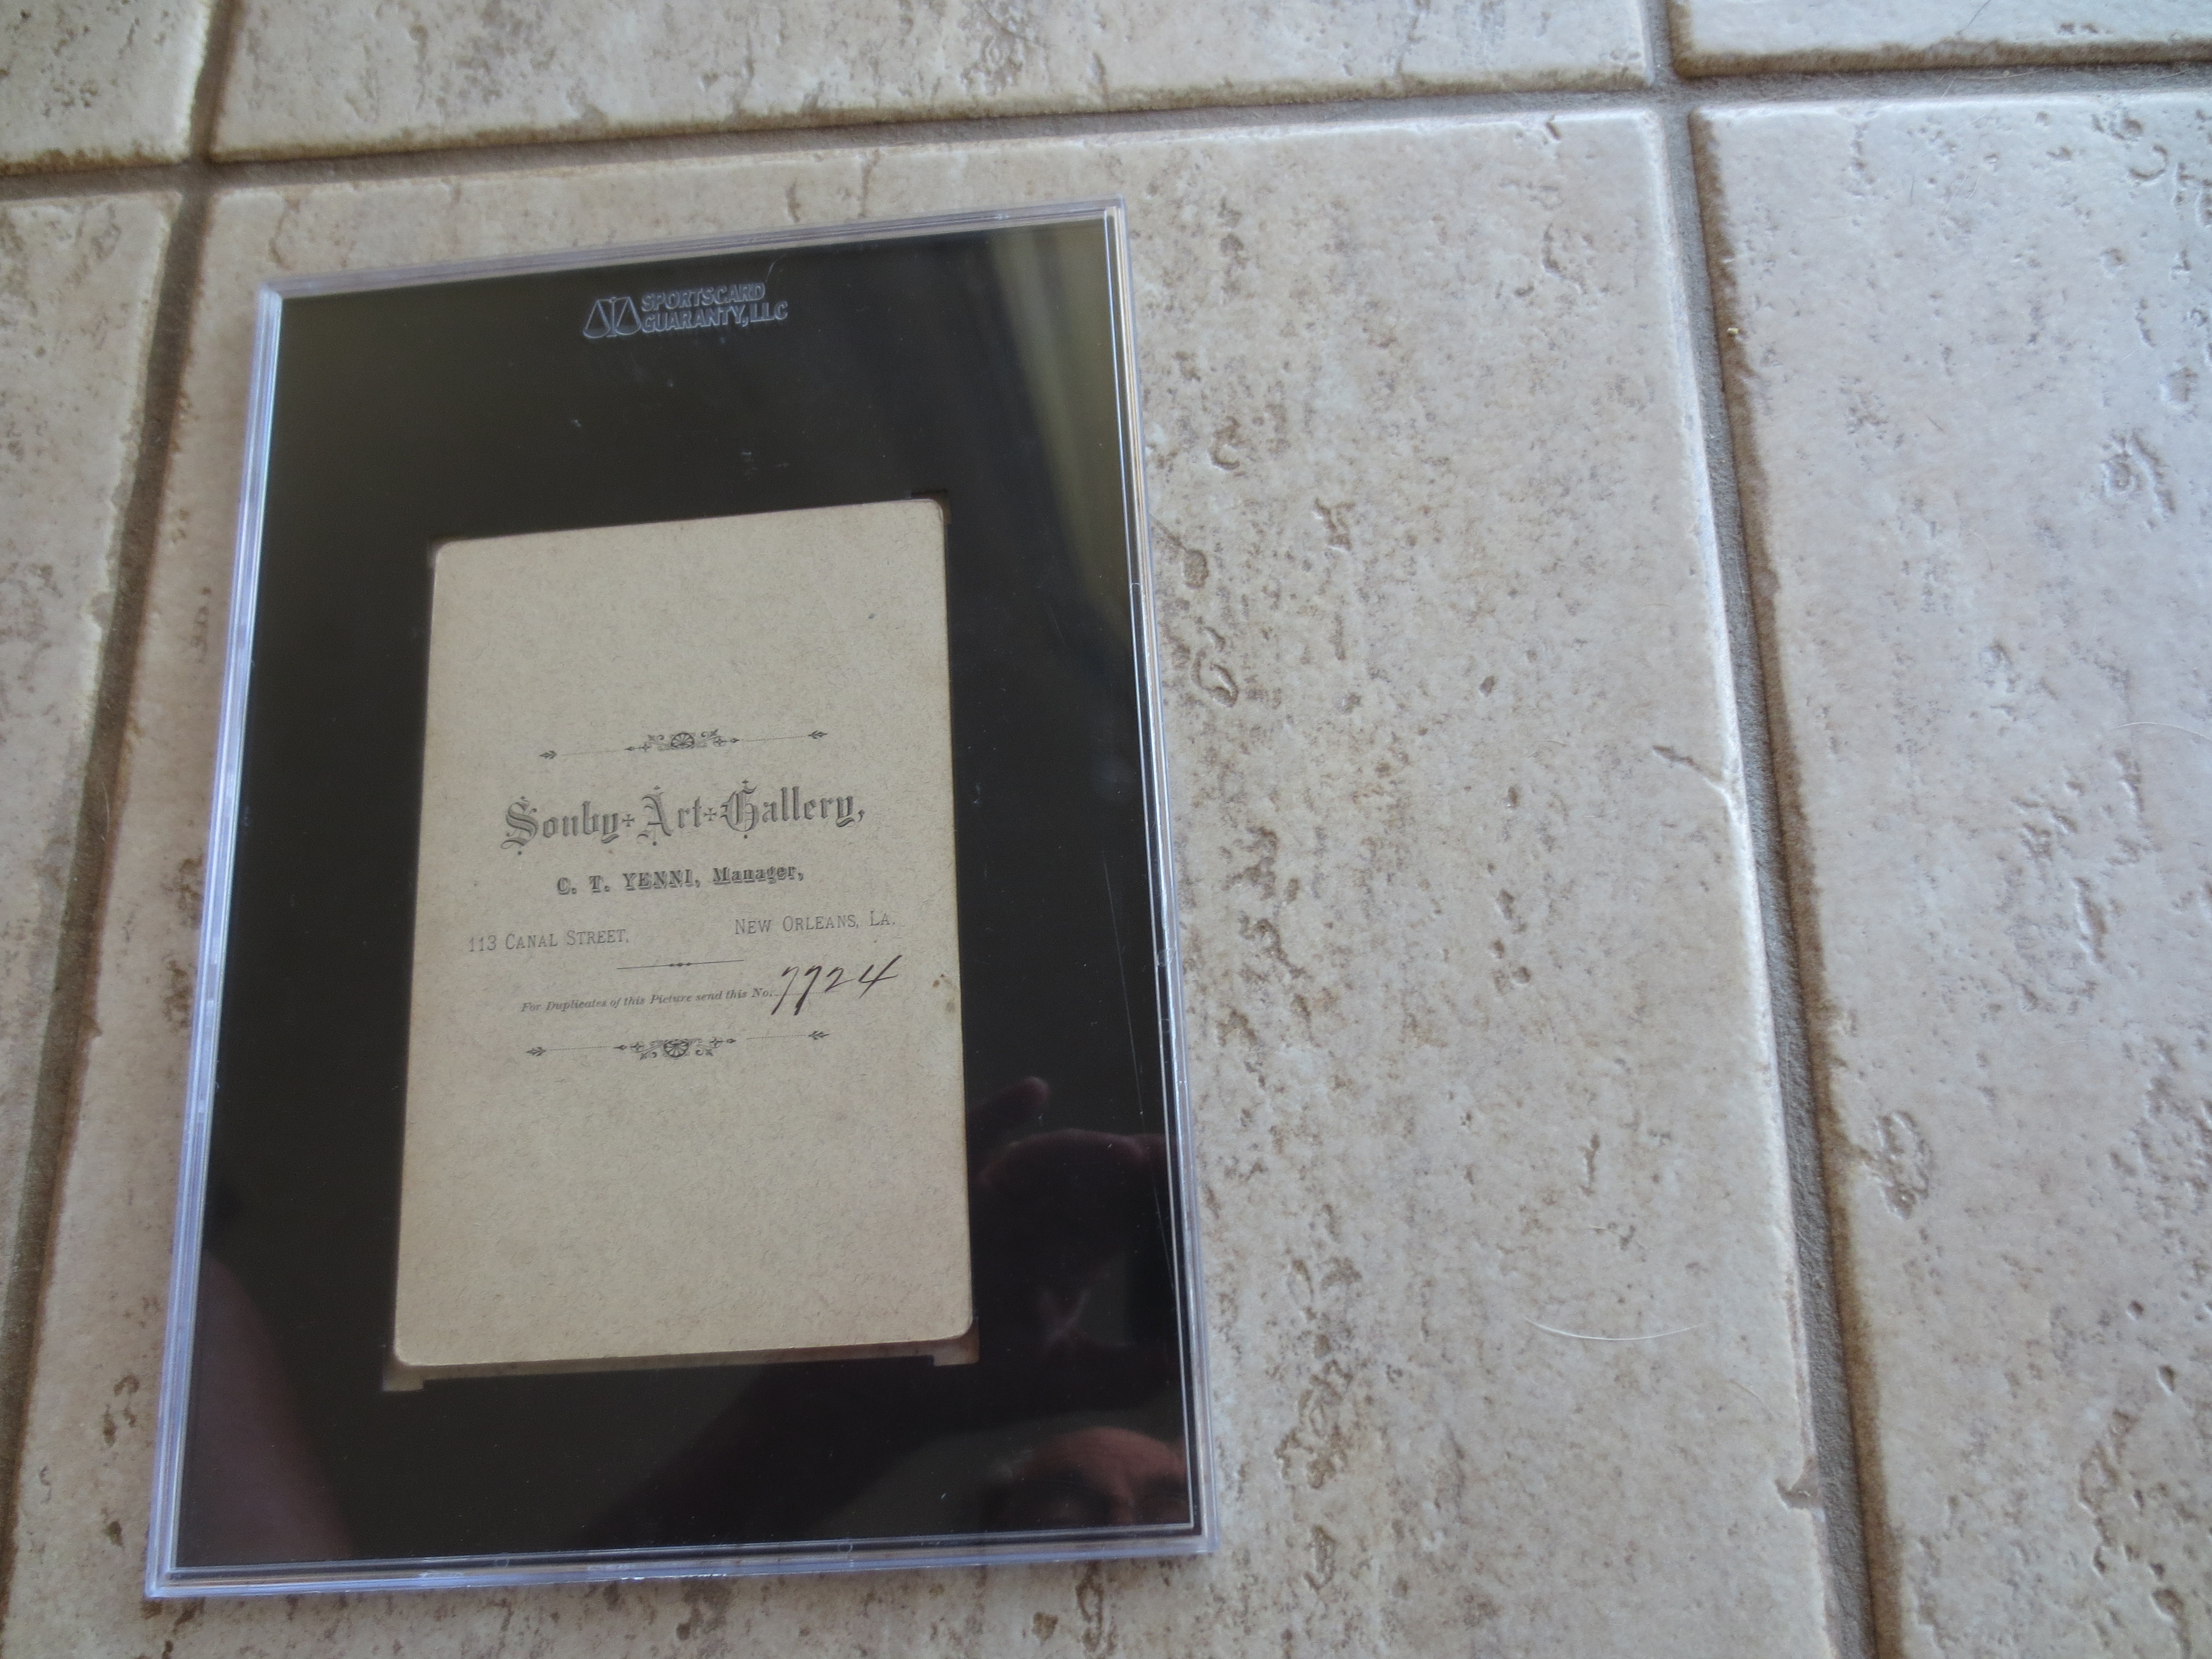 SPORTSCARD
GUARANTY, LLC
Sonby Art Gallery,
C. T. YENNI, Manager,
113 CANAL STREET, NEW ORLEANS, LA.
For Duplicates of this Picture send this No. 7724